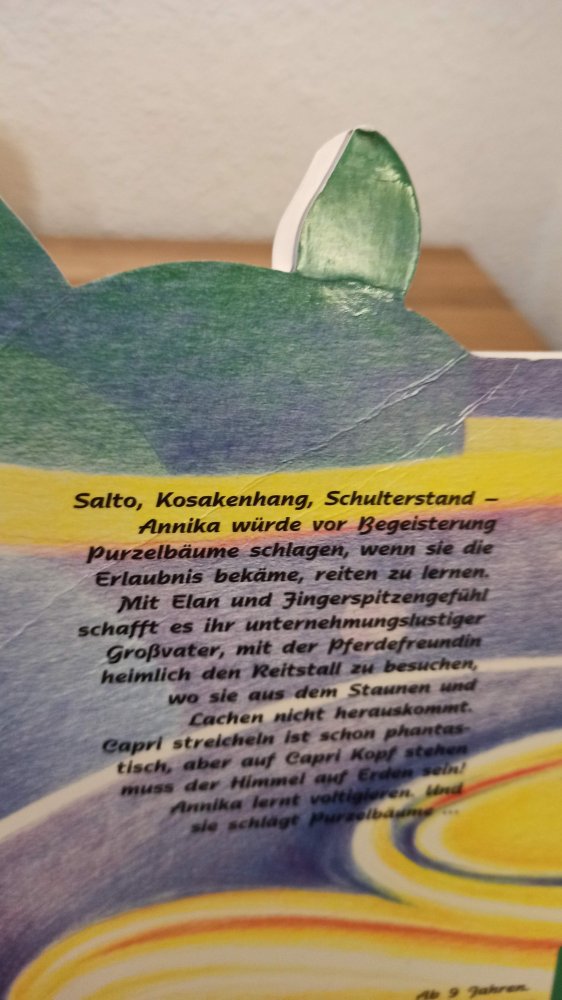 Salto, Kosakenhang, Schulterstand –
Annika würde vor Begeisterung
Purzelbäume schlagen, wenn sie die
Erlaubnis bekäme, reiten zu lernen.
Mit Elan und Fingerspitzengefühl
schafft es ihr unternehmungslustiger
Großvater, mit der Pferdefreundin
heimlich den Reitstall zu besuchen,
wo sie aus dem Staunen und
Lachen nicht herauskommt.
Capri streicheln ist schon phantas-
tisch, aber auf Capri Kopf stehen
muss der Himmel auf Erden sein!
Annika lernt voltigieren. Und
sie schlägt Purzelbäume ...
Ab 9 Jahren.